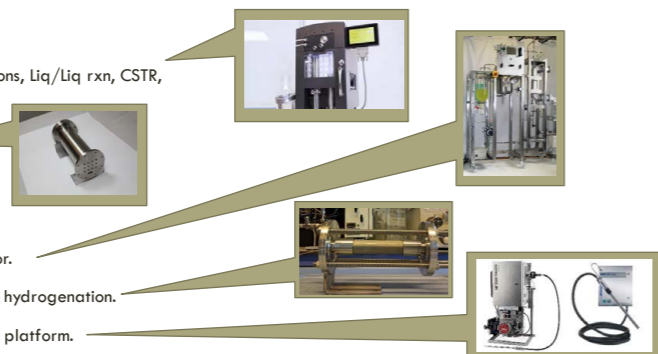 ons, Liq/Liq rxn, CSTR,
or.
hydrogenation.
platform.